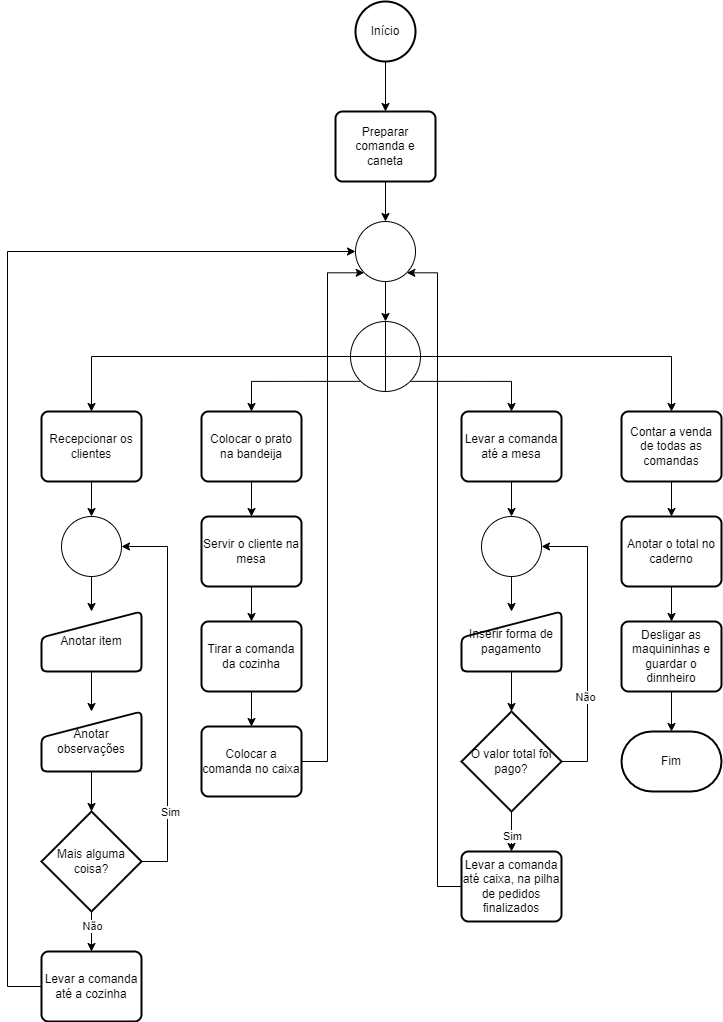 Início
Preparar
comanda e
caneta
Recepcionar os
clientes
Colocar o prato
na bandeija
Levar a comanda
até a mesa
Contar a venda
de todas as
comandas
Servir o cliente na
mesa
Anotar o total no
caderno
Anotar item
Tirar a comanda
da cozinha
Inserir forma de
pagamento
Desligar as
maquininhas e
guardar o
dinnheiro
Não
Anotar
observações
Colocar a
comanda no caixa
O valor total foi
pago?
Fim
Sim
Mais alguma
coisa?
Sim
Levar a comanda
até caixa, na pilha
de pedidos
finalizados
Não
Levar a comanda
até a cozinha